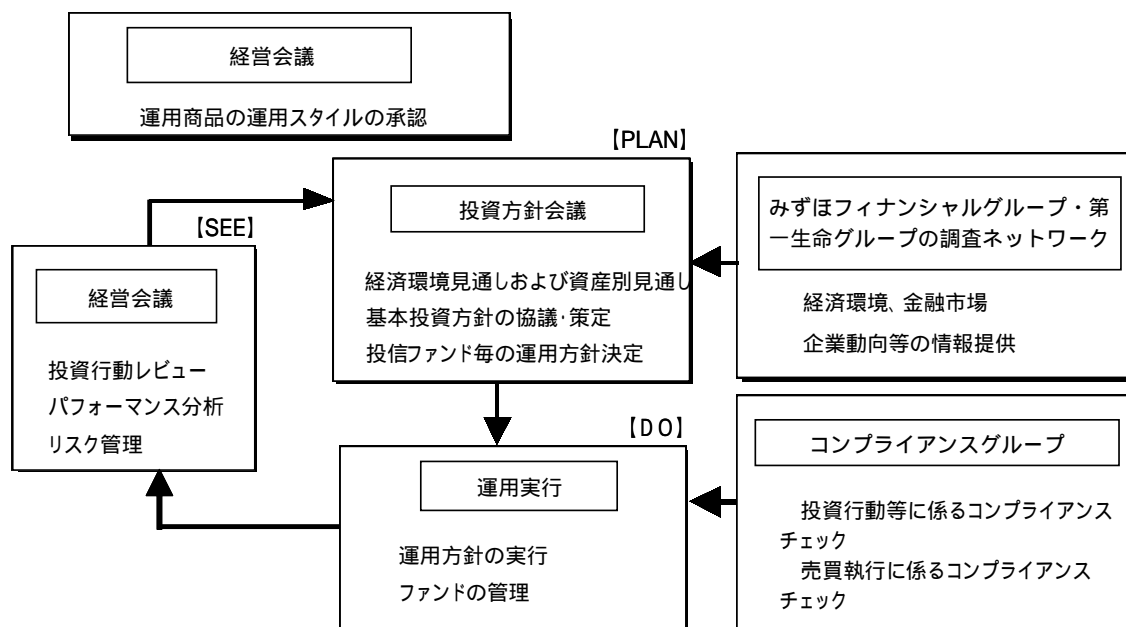 経営会議
運用商品の運用スタイルの承認
【PLAN】
投資方針会議
経済環境見通しおよび資産別見通し
基本投資方針の協議・策定
投信ファンド毎の運用方針決定
みずほフィナンシャルグループ・第
一生命グループの調査ネットワーク
経済環境、金融市場
企業動向等の情報提供
【SEE】
経営会議
投資行動レビュー
パフォーマンス分析
リスク管理
【DO】
運用実行
運用方針の実行
ファンドの管理
コンプライアンスグループ
投資行動等に係るコンプライアンス
チェック
売買執行に係るコンプライアンス
チェック